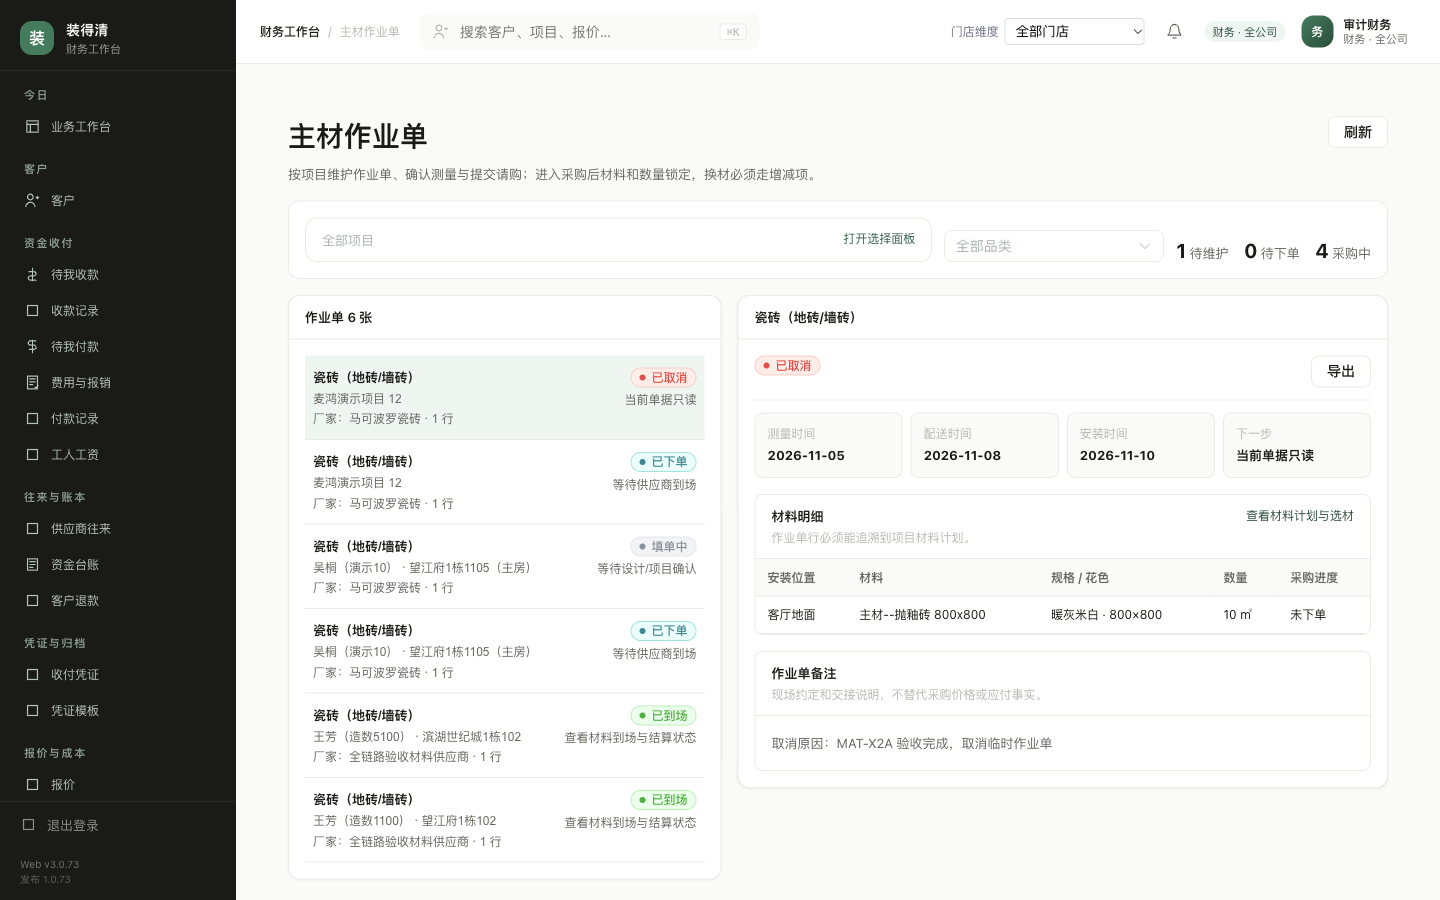 装
装得清
财务工作台
今日
业务工作台
客户
客户
资金收付
待我收款
收款记录
待我付款
费用与报销
付款记录
工人工资
往来与账本
供应商往来
资金台账
客户退款
凭证与归档
收付凭证
凭证模板
报价与成本
报价
退出登录
Web v3.0.73
发布 1.0.73
财务工作台 / 主材作业单
搜索客户、项目、报价...
⌘K
门店维度
全部门店
财务 · 全公司
务
审计财务
财务 · 全公司
主材作业单
刷新
按项目维护作业单、确认测量与提交请购；进入采购后材料和数量锁定，换材必须走增减项。
全部项目
打开选择面板
全部品类
1 待维护
0 待下单
4 采购中
作业单 6 张
瓷砖（地砖/墙砖）
已取消
麦鸿演示项目 12
当前单据只读
厂家：马可波罗瓷砖 · 1 行
瓷砖（地砖/墙砖）
已下单
麦鸿演示项目 12
等待供应商到场
厂家：马可波罗瓷砖 · 1 行
瓷砖（地砖/墙砖）
填单中
吴桐（演示10） · 望江府1栋1105（主房）
等待设计/项目确认
厂家：马可波罗瓷砖 · 1 行
瓷砖（地砖/墙砖）
已下单
吴桐（演示10） · 望江府1栋1105（主房）
等待供应商到场
厂家：马可波罗瓷砖 · 1 行
瓷砖（地砖/墙砖）
已到场
王芳（造数5100） · 滨湖世纪城1栋102
查看材料到场与结算状态
厂家：全链路验收材料供应商 · 1 行
瓷砖（地砖/墙砖）
已到场
王芳（造数1100） · 望江府1栋102
查看材料到场与结算状态
厂家：全链路验收材料供应商 · 1 行
瓷砖（地砖/墙砖）
已取消
导出
测量时间
2026-11-05
配送时间
2026-11-08
安装时间
2026-11-10
下一步
当前单据只读
材料明细
查看材料计划与选材
作业单行必须能追溯到项目材料计划。
安装位置 材料 规格 / 花色 数量 采购进度
客厅地面 主材--抛釉砖 800x800 暖灰米白 · 800×800 10 ㎡ 未下单
作业单备注
现场约定和交接说明，不替代采购价格或应付事实。
取消原因：MAT-X2A 验收完成，取消临时作业单